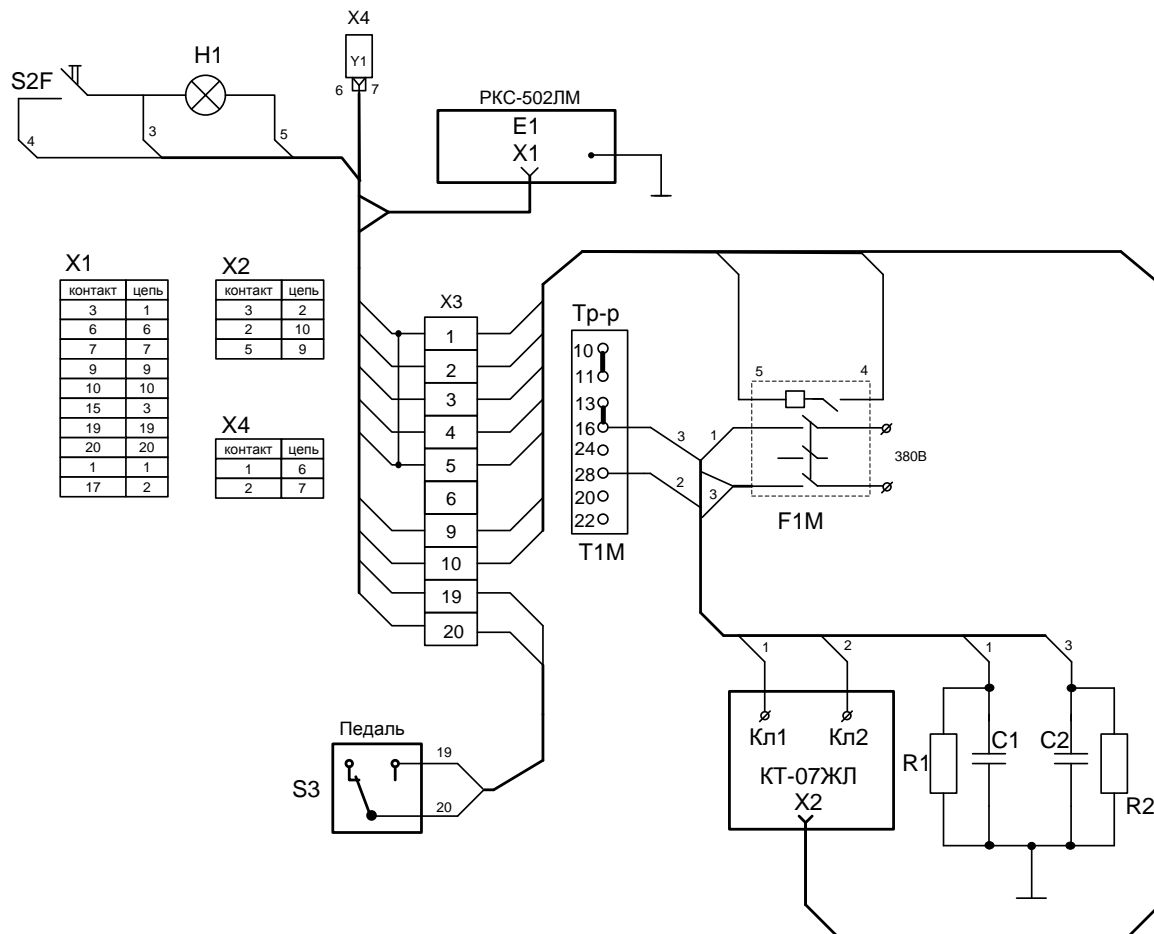 X4
Y1
6 7
H1
S2F
4
3
5
РКС-502ЛМ
E1
X1
X1
контакт цепь
3 1
6 6
7 7
9 9
10 10
15 3
19 19
20 20
1 1
17 2
X2
контакт цепь
3 2
2 10
5 9
X4
контакт цепь
1 6
2 7
X3
1
2
3
4
5
6
9
10
19
20
Тр-р
10
11
13
16
24
28
20
22
Т1М
3
1
2
3
5 4
380В
F1M
1
2
1
3
Кл1 Кл2
КТ-07ЖЛ
X2
R1
C1
C2
R2
Педаль
S3
19
20